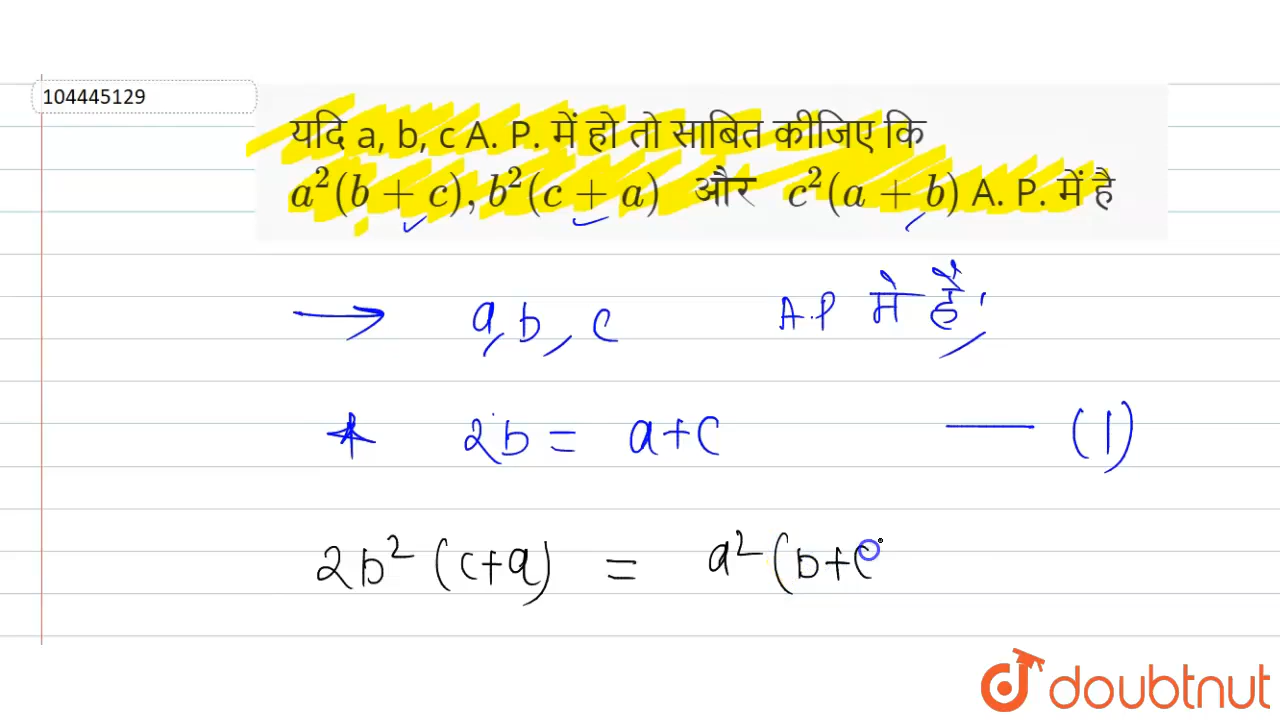 104445129
यदि a, b, c A. P. में हो तो साबित कीजिए कि
a²(b + c), b²(c + a) और c²(a + b) A. P. में है
→ a, b, c A.P मे है,
* 2b = a+c — (1)
2b² (c+a) = a² (b+c
doubtnut